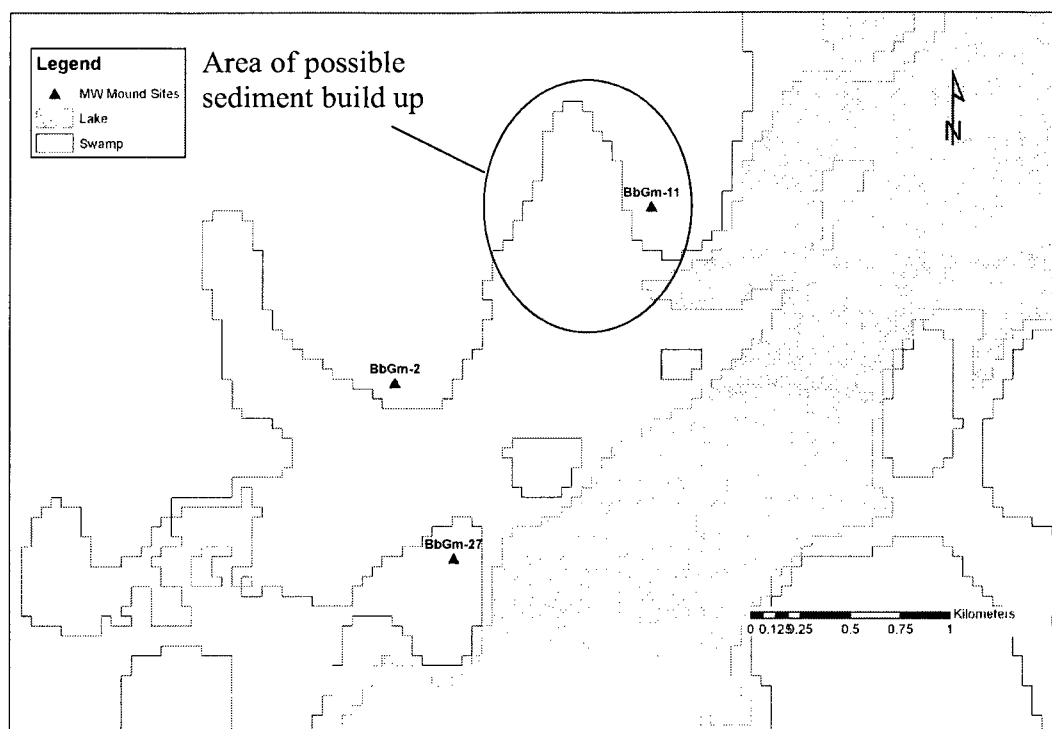 Legend
MW Mound Sites
Lake
Swamp
Area of possible
sediment build up
N
BbGm-11
BbGm-2
BbGm-27
Kilometers
0 0.125 0.25 0.5 0.75 1